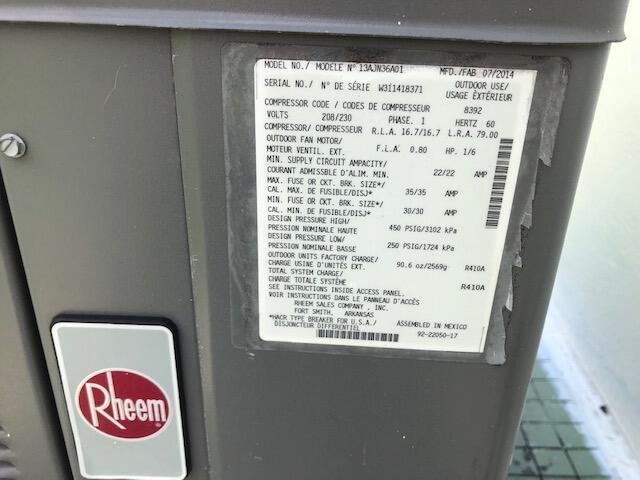 MODEL NO./ MODÈLE N° 13AJN36A01 MFD./FAB 07/2014
OUTDOOR USE/
SERIAL NO./ N° DE SÉRIE W311418371 USAGE ÉXTÉRIEUR
COMPRESSOR CODE / CODES DE COMPRESSEUR 8392
VOLTS 208/230 PHASE. 1 HERTZ 60
COMPRESSOR/ COMPRESSEUR R.L.A. 16.7/16.7 L.R.A. 79.00
OUTDOOR FAN MOTOR/
MOTEUR VENTIL. EXT. F.L.A. 0.80 HP. 1/6
MIN. SUPPLY CIRCUIT AMPACITY/
COURANT ADMISSBLE D'ALIM. MIN. 22/22 AMP
MAX. FUSE OR CKT. BRK. SIZE*/
CAL. MAX. DE FUSIBLE/DISJ* 35/35 AMP
MIN. FUSE OR CKT. BRK. SIZE*/
CAL. MIN. DE FUSIBLE/DISJ* 30/30 AMP
DESIGN PRESSURE HIGH/
PRESSION NOMINALE HAUTE 450 PSIG/3102 kPa
DESIGN PRESSURE LOW/
PRESSION NOMINALE BASSE 250 PSIG/1724 kPa
OUTDOOR UNITS FACTORY CHARGE/
CHARGE USINE D'UNITÉS EXT. 90.6 oz/2569g R410A
TOTAL SYSTEM CHARGE/
CHARGE TOTALE SYSTÈME R410A
SEE INSTRUCTIONS INSIDE ACCESS PANEL.
VOIR INSTRUCTIONS DANS LE PANNEAU D'ACCÈS
RHEEM SALES COMPANY , INC.
FORT SMITH, ARKANSAS
*HACR TYPE BREAKER FOR U.S.A./ ASSEMBLED IN MEXICO
DISJONCTEUR DIFFERENTIEL 92-22050-17
Rheem